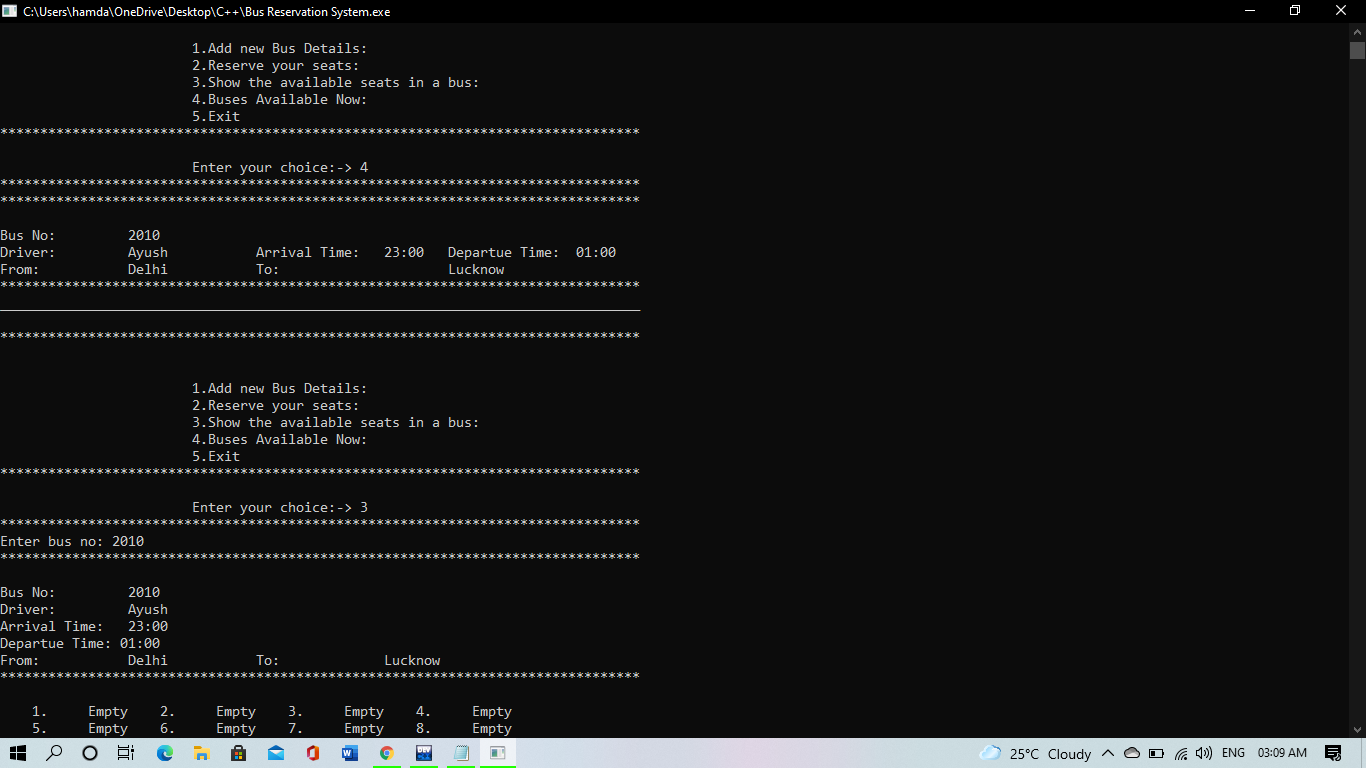 C:\Users\hamda\OneDrive\Desktop\C++\Bus Reservation System.exe
1.Add new Bus Details:
2.Reserve your seats:
3.Show the available seats in a bus:
4.Buses Available Now:
5.Exit
********************************************************************************
Enter your choice:-> 4
********************************************************************************
********************************************************************************
Bus No: 2010
Driver: Ayush Arrival Time: 23:00 Departue Time: 01:00
From: Delhi To: Lucknow
********************************************************************************
________________________________________________________________________________
********************************************************************************
1.Add new Bus Details:
2.Reserve your seats:
3.Show the available seats in a bus:
4.Buses Available Now:
5.Exit
********************************************************************************
Enter your choice:-> 3
********************************************************************************
Enter bus no: 2010
********************************************************************************
Bus No: 2010
Driver: Ayush
Arrival Time: 23:00
Departue Time: 01:00
From: Delhi To: Lucknow
********************************************************************************
1. Empty 2. Empty 3. Empty 4. Empty
5. Empty 6. Empty 7. Empty 8. Empty
25°C Cloudy ENG 03:09 AM